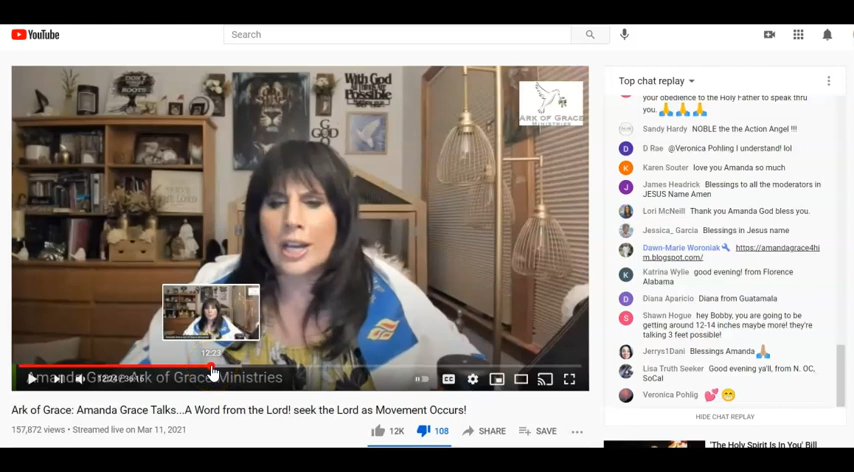 YouTube
Search
DON'T
ROOTS
With God
All Things Are
Possible
ARK OF GRACE
MINISTRIES
12:23
12:24 / 36:16
Amanda Grace Ark of Grace Ministries
Ark of Grace: Amanda Grace Talks...A Word from the Lord! seek the Lord as Movement Occurs!
157,872 views • Streamed live on Mar 11, 2021
12K
108
SHARE
SAVE
Top chat replay
your obedience to the Holy Father to speak thru
you. 🙏🙏🙏
Sandy Hardy NOBLE the the Action Angel !!!
D Rae @Veronica Pohling I understand! lol
Karen Souter love you Amanda so much
James Headrick Blessings to all the moderators in
JESUS Name Amen
Lori McNeill Thank you Amanda God bless you.
Jessica_ Garcia Blessings in Jesus name
Dawn-Marie Woroniak https://amandagrace4hi
m.blogspot.com/
Katrina Wylie good evening! from Florence
Alabama
Diana Aparicio Diana from Guatamala
Shawn Hogue hey Bobby, you are going to be
getting around 12-14 inches maybe more! they're
talking 3 feet possible!
Jerrys1Dani Blessings Amanda🙏
Lisa Truth Seeker Good evening ya'll, from N. OC,
SoCal
Veronica Pohlig 💕😁
HIDE CHAT REPLAY
'The Holy Spirit Is in You' Bill